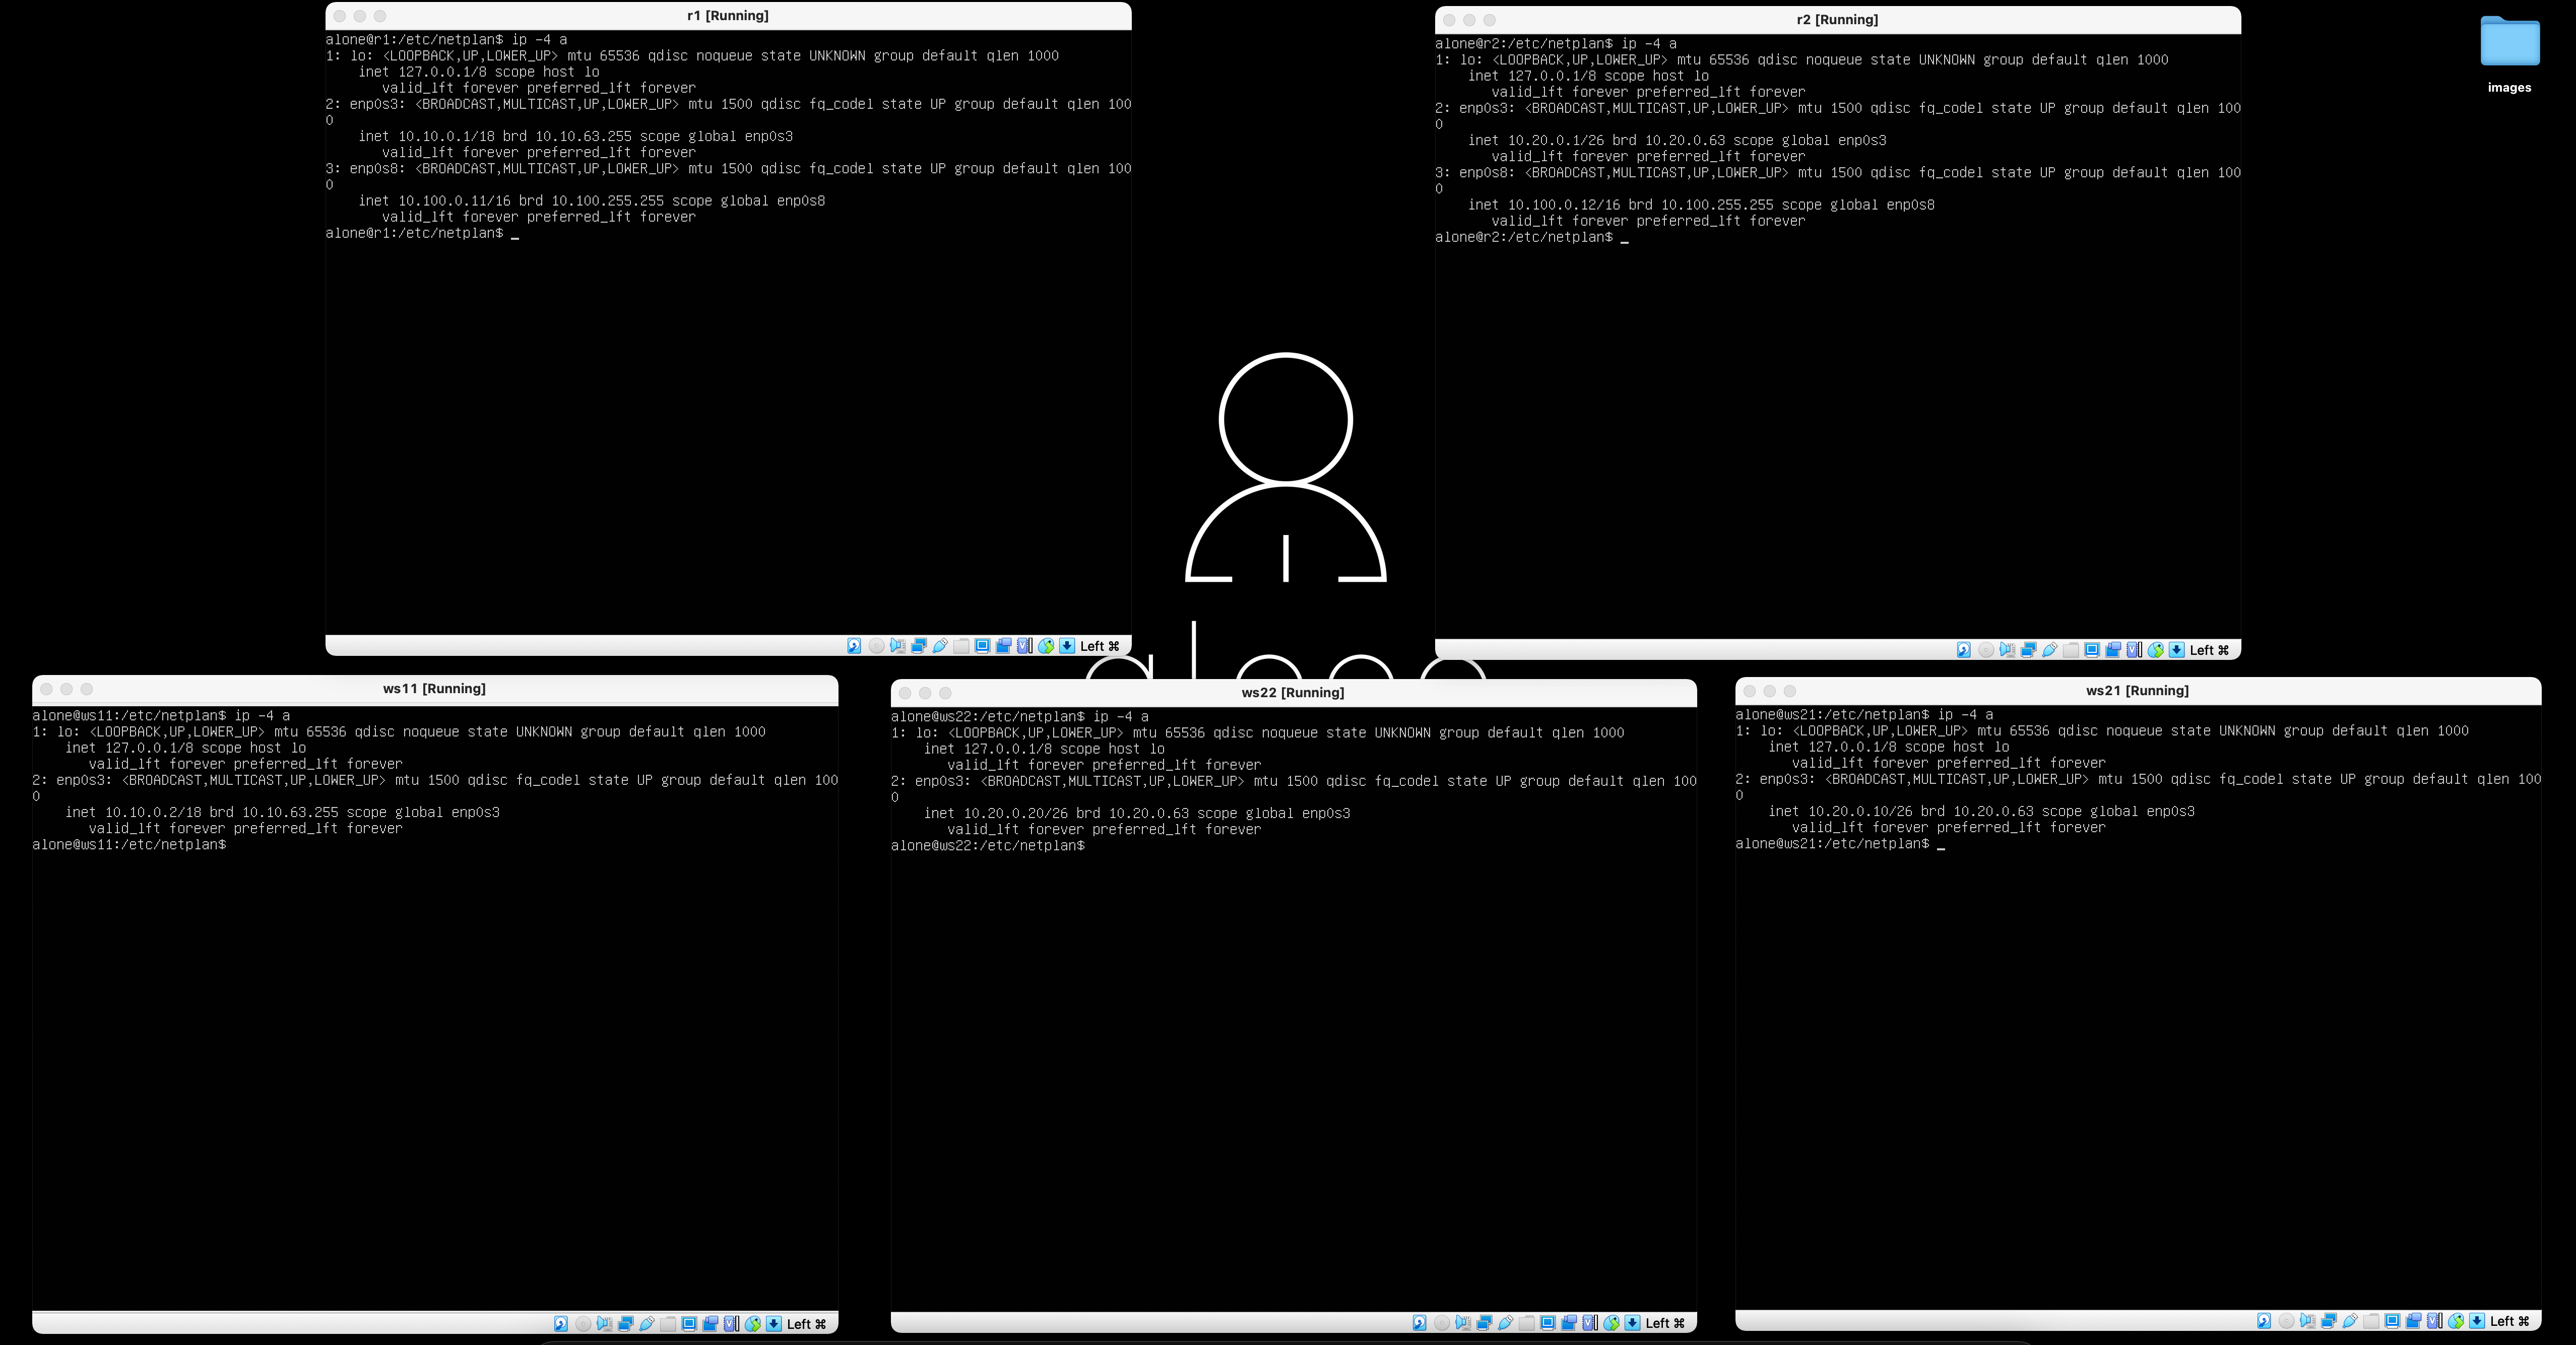 r1 [Running]
alone@r1:/etc/netplan$ ip -4 a
1: lo: <LOOPBACK,UP,LOWER_UP> mtu 65536 qdisc noqueue state UNKNOWN group default qlen 1000
inet 127.0.0.1/8 scope host lo
valid_lft forever preferred_lft forever
2: enp0s3: <BROADCAST,MULTICAST,UP,LOWER_UP> mtu 1500 qdisc fq_codel state UP group default qlen 100
0
inet 10.10.0.1/18 brd 10.10.63.255 scope global enp0s3
valid_lft forever preferred_lft forever
3: enp0s8: <BROADCAST,MULTICAST,UP,LOWER_UP> mtu 1500 qdisc fq_codel state UP group default qlen 100
0
inet 10.100.0.11/16 brd 10.100.255.255 scope global enp0s8
valid_lft forever preferred_lft forever
alone@r1:/etc/netplan$ _
Left ⌘
r2 [Running]
alone@r2:/etc/netplan$ ip -4 a
1: lo: <LOOPBACK,UP,LOWER_UP> mtu 65536 qdisc noqueue state UNKNOWN group default qlen 1000
inet 127.0.0.1/8 scope host lo
valid_lft forever preferred_lft forever
2: enp0s3: <BROADCAST,MULTICAST,UP,LOWER_UP> mtu 1500 qdisc fq_codel state UP group default qlen 100
0
inet 10.20.0.1/26 brd 10.20.0.63 scope global enp0s3
valid_lft forever preferred_lft forever
3: enp0s8: <BROADCAST,MULTICAST,UP,LOWER_UP> mtu 1500 qdisc fq_codel state UP group default qlen 100
0
inet 10.100.0.12/16 brd 10.100.255.255 scope global enp0s8
valid_lft forever preferred_lft forever
alone@r2:/etc/netplan$ _
Left ⌘
images
ws11 [Running]
alone@ws11:/etc/netplan$ ip -4 a
1: lo: <LOOPBACK,UP,LOWER_UP> mtu 65536 qdisc noqueue state UNKNOWN group default qlen 1000
inet 127.0.0.1/8 scope host lo
valid_lft forever preferred_lft forever
2: enp0s3: <BROADCAST,MULTICAST,UP,LOWER_UP> mtu 1500 qdisc fq_codel state UP group default qlen 100
0
inet 10.10.0.2/18 brd 10.10.63.255 scope global enp0s3
valid_lft forever preferred_lft forever
alone@ws11:/etc/netplan$
Left ⌘
ws22 [Running]
alone@ws22:/etc/netplan$ ip -4 a
1: lo: <LOOPBACK,UP,LOWER_UP> mtu 65536 qdisc noqueue state UNKNOWN group default qlen 1000
inet 127.0.0.1/8 scope host lo
valid_lft forever preferred_lft forever
2: enp0s3: <BROADCAST,MULTICAST,UP,LOWER_UP> mtu 1500 qdisc fq_codel state UP group default qlen 100
0
inet 10.20.0.20/26 brd 10.20.0.63 scope global enp0s3
valid_lft forever preferred_lft forever
alone@ws22:/etc/netplan$
Left ⌘
ws21 [Running]
alone@ws21:/etc/netplan$ ip -4 a
1: lo: <LOOPBACK,UP,LOWER_UP> mtu 65536 qdisc noqueue state UNKNOWN group default qlen 1000
inet 127.0.0.1/8 scope host lo
valid_lft forever preferred_lft forever
2: enp0s3: <BROADCAST,MULTICAST,UP,LOWER_UP> mtu 1500 qdisc fq_codel state UP group default qlen 100
0
inet 10.20.0.10/26 brd 10.20.0.63 scope global enp0s3
valid_lft forever preferred_lft forever
alone@ws21:/etc/netplan$ _
Left ⌘